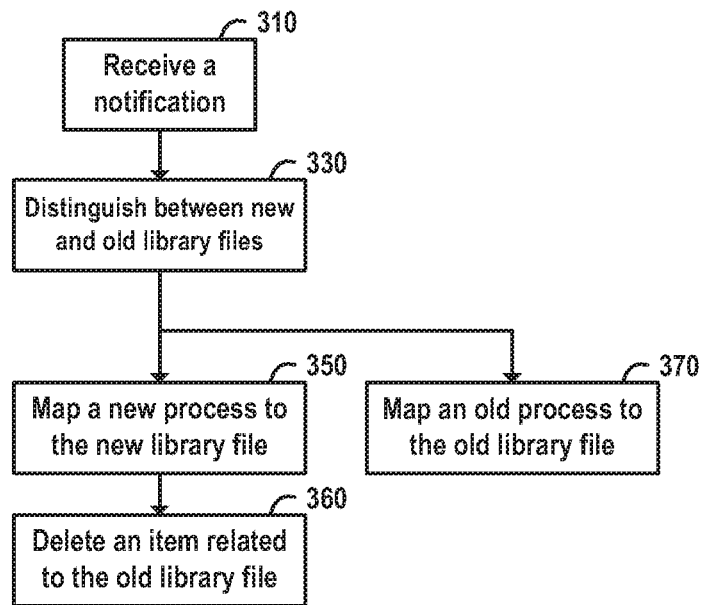 310
Receive a
notification
330
Distinguish between new
and old library files
350
Map a new process to
the new library file
370
Map an old process to
the old library file
360
Delete an item related
to the old library file